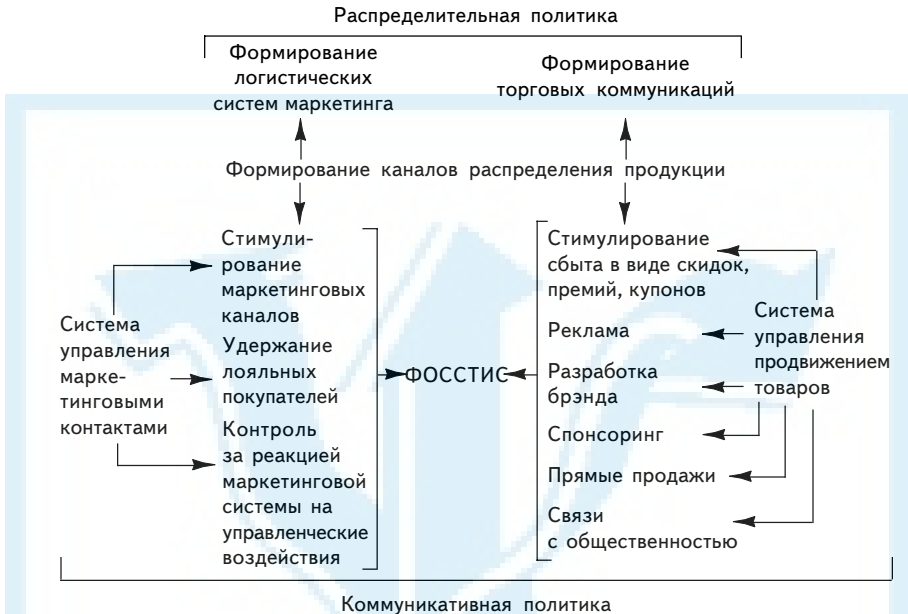 Распределительная политика
Формирование
логистических
систем маркетинга
Формирование
торговых коммуникаций
Формирование каналов распределения продукции
Система
управления
марке-
тинговыми
контактами
Стимули-
рование
маркетинговых
каналов
Удержание
лояльных
покупателей
Контроль
за реакцией
маркетинговой
системы на
управленческие
воздействия
ФОССТИС
Стимулирование
сбыта в виде скидок,
премий, купонов
Реклама
Разработка
брэнда
Спонсоринг
Прямые продажи
Связи
с общественностью
Система
управления
продвижением
товаров
Коммуникативная политика